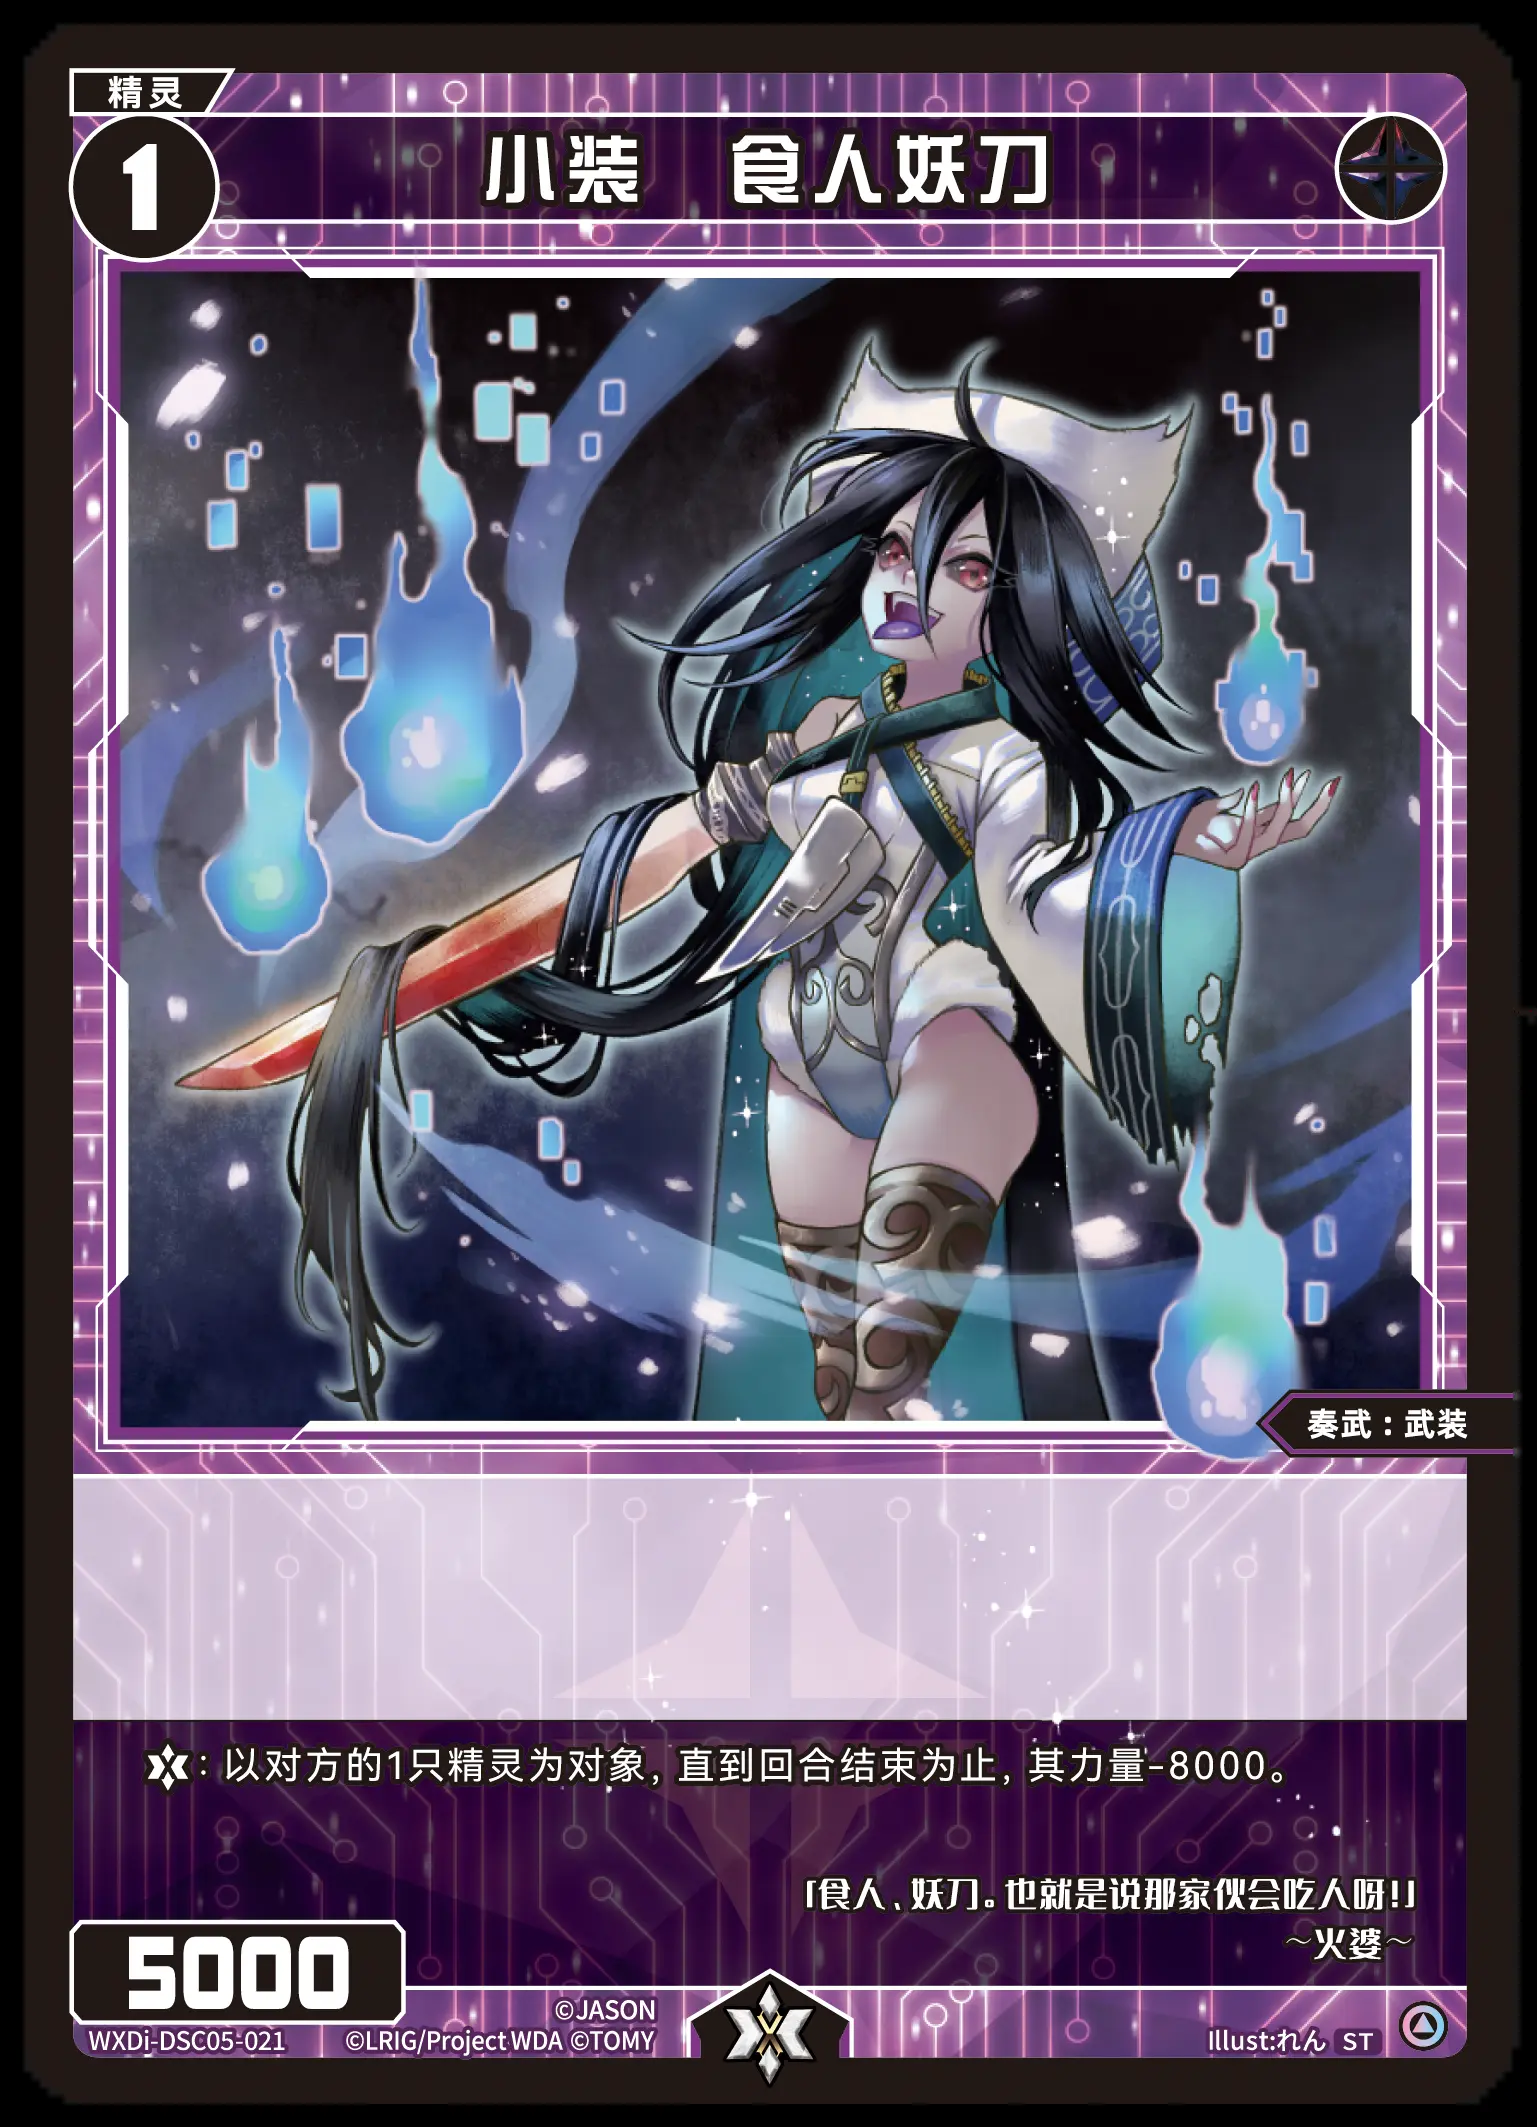 精灵
1
小装　食人妖刀
奏武：武装
：以对方的1只精灵为对象，直到回合结束为止，其力量-8000。
「食人、妖刀。也就是说那家伙会吃人呀！」
～火婆～
5000
©JASON
WXDi-DSC05-021 ©LRIG/Project WDA ©TOMY
Illust:れん ST